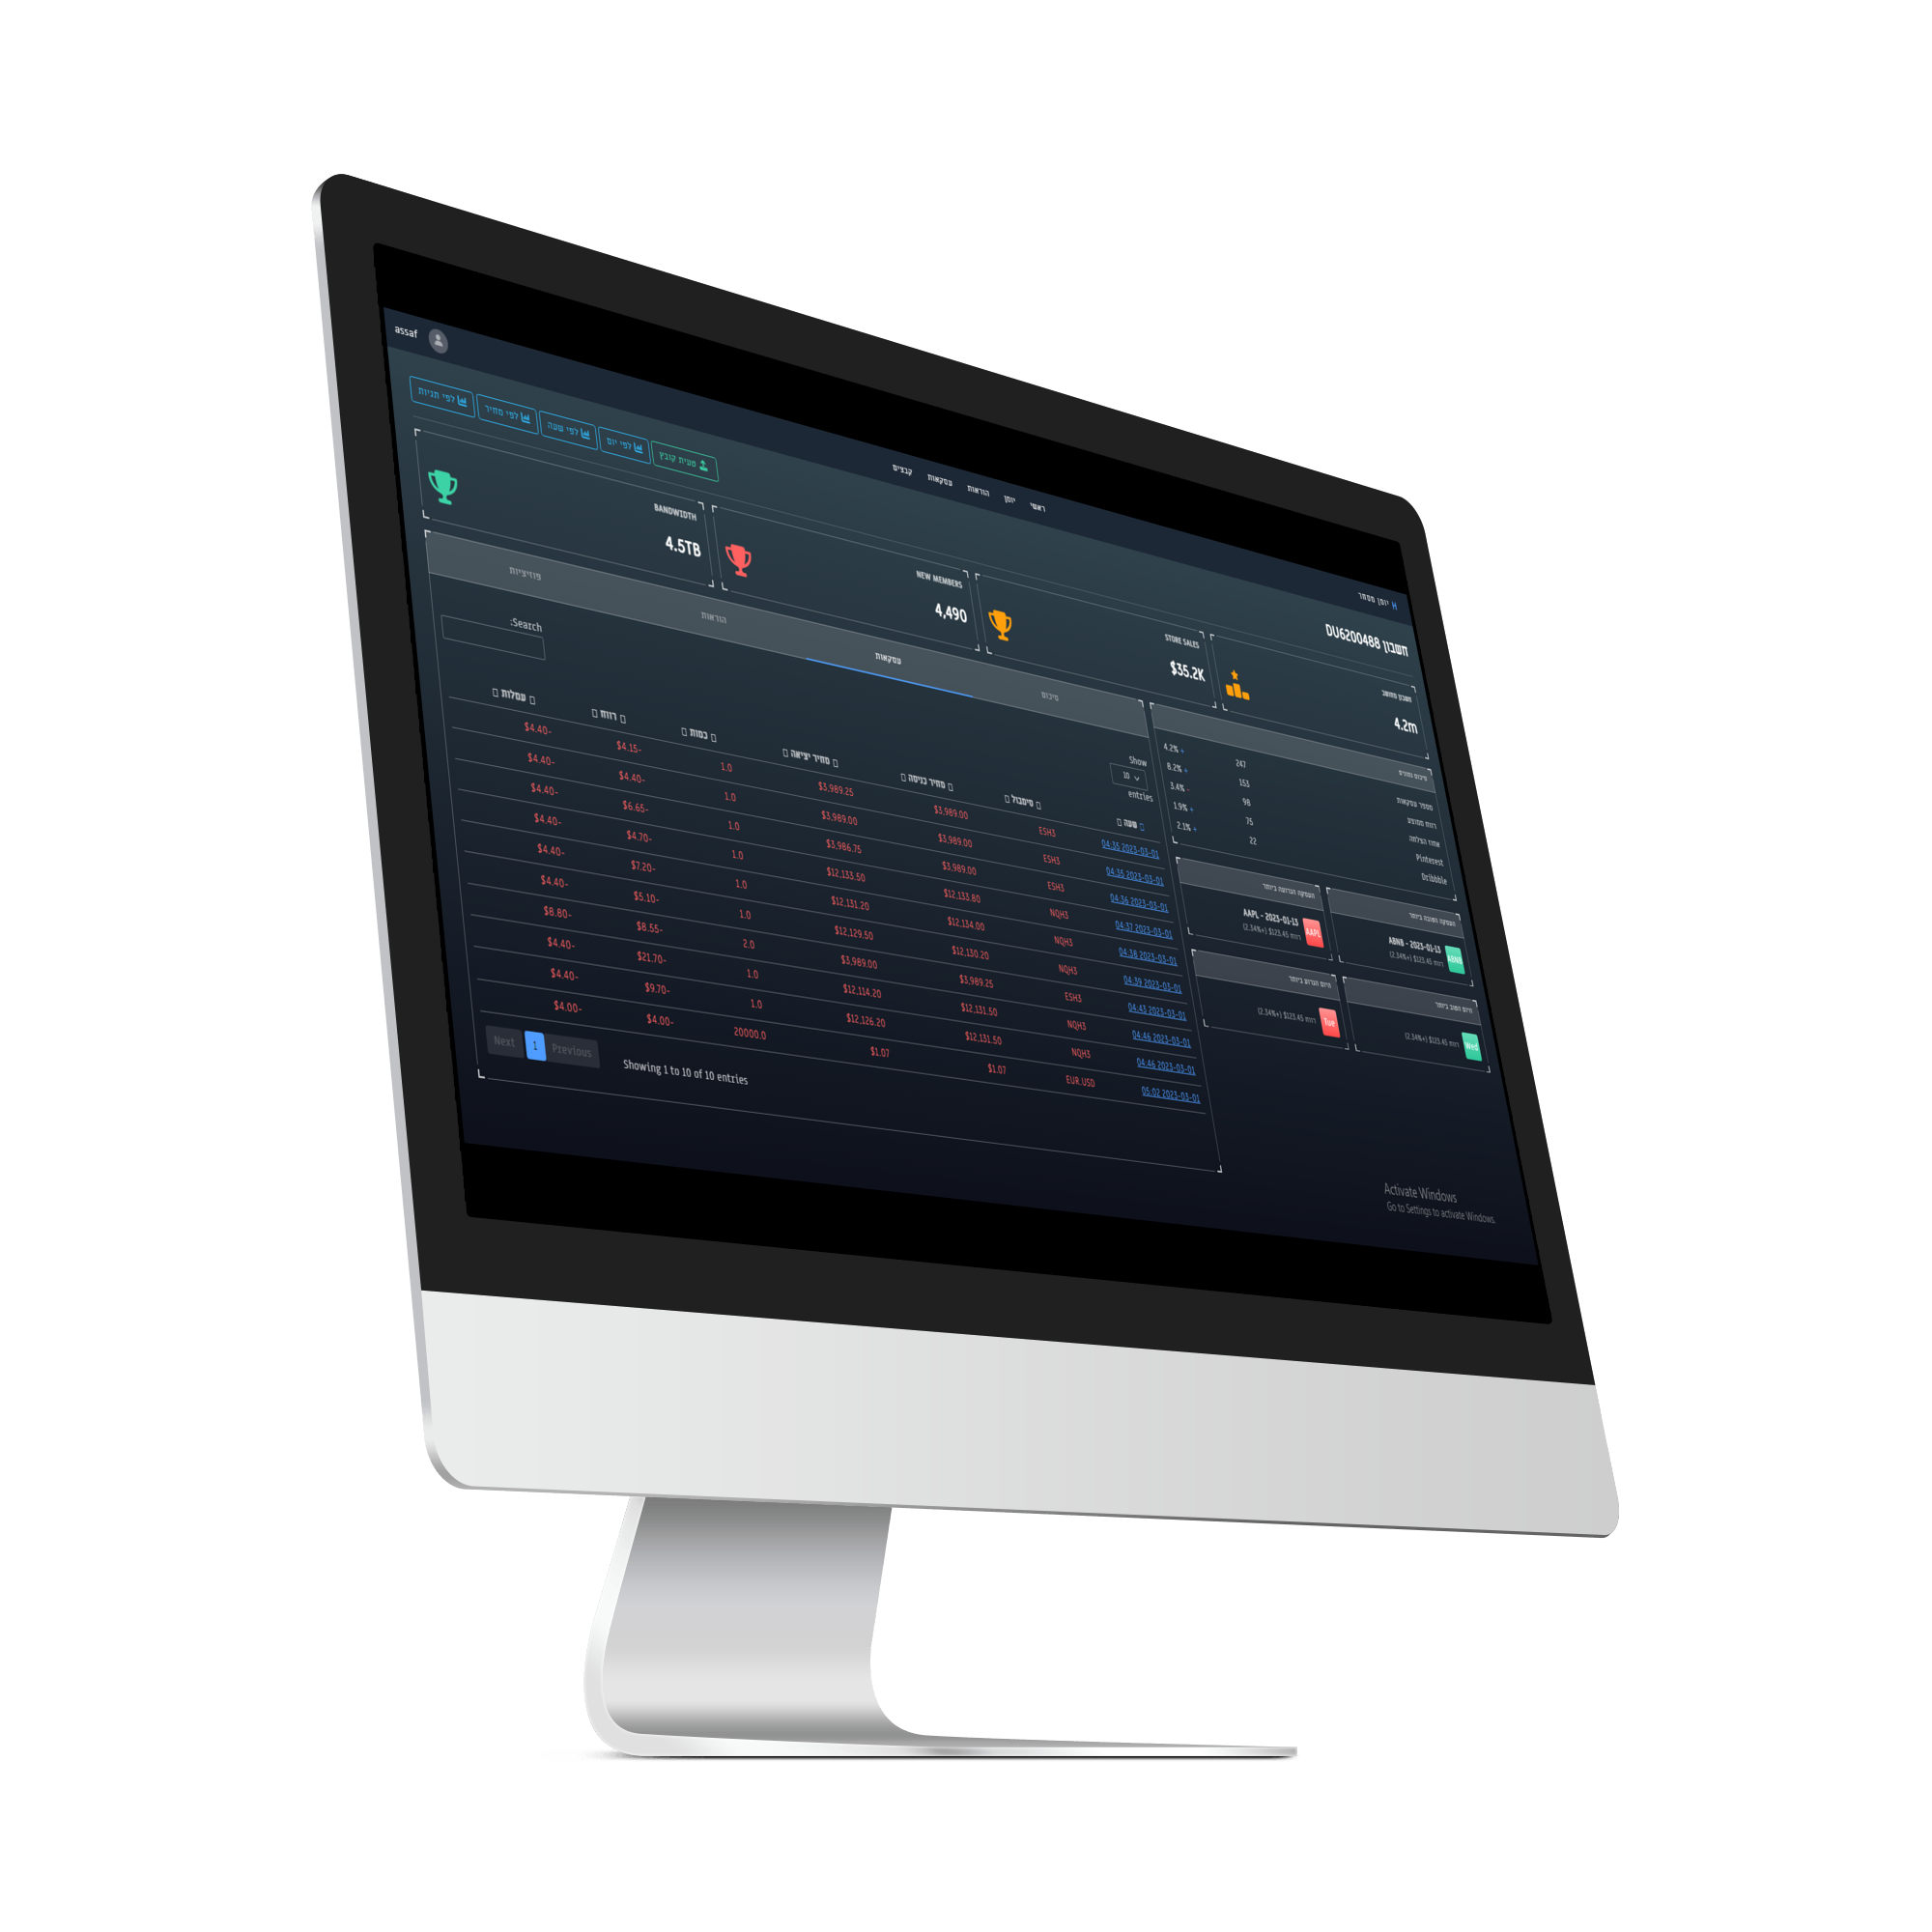 H יומן מסחר
ראשי יומן הוראות עסקאות קבצים
assaf
חשבון DU6200488
טעינת קובץ
לפי יום
לפי שעה
לפי מחיר
לפי תגיות
4.2m
STORE SALES
$35.2K
NEW MEMBERS
4,490
BANDWIDTH
4.5TB
מספר עסקאות 247 4.2% +
רווח ממוצע 153 8.2% +
אחוז הצלחה 98 3.4% -
Pinterest 75 1.9% +
Dribbble 22 2.1% +
העסקה הטובה ביותר
ABNB
ABNB - 2023-01-13
רווח $123.45 (+2.34%)
העסקה הגרועה ביותר
AAPL
AAPL - 2023-01-13
רווח $123.45 (+2.34%)
היום הטוב ביותר
Wed
רווח $123.45 (+2.34%)
היום הגרוע ביותר
Tue
רווח $123.45 (+2.34%)
סיכום עסקאות הוראות פוזיציות
Show
10
entries
Search:
שעה סימבול מחיר כניסה מחיר יציאה כמות רווח עמלות
04:35 2023-03-01 ESH3 $3,989.00 $3,989.25 1.0 $4.15- $4.40-
04:35 2023-03-01 ESH3 $3,989.00 $3,989.00 1.0 $4.40- $4.40-
04:36 2023-03-01 ESH3 $3,989.00 $3,986.75 1.0 $6.65- $4.40-
04:37 2023-03-01 NQH3 $12,133.80 $12,133.50 1.0 $4.70- $4.40-
04:38 2023-03-01 NQH3 $12,134.00 $12,131.20 1.0 $7.20- $4.40-
04:39 2023-03-01 NQH3 $12,130.20 $12,129.50 1.0 $5.10- $4.40-
04:43 2023-03-01 ESH3 $3,989.25 $3,989.00 2.0 $8.55- $8.80-
04:46 2023-03-01 NQH3 $12,131.50 $12,114.20 1.0 $21.70- $4.40-
04:46 2023-03-01 NQH3 $12,131.50 $12,126.20 1.0 $9.70- $4.40-
05:02 2023-03-01 EUR.USD $1.07 $1.07 20000.0 $4.00- $4.00-
Showing 1 to 10 of 10 entries
Previous 1 Next
Activate Windows
Go to Settings to activate Windows.